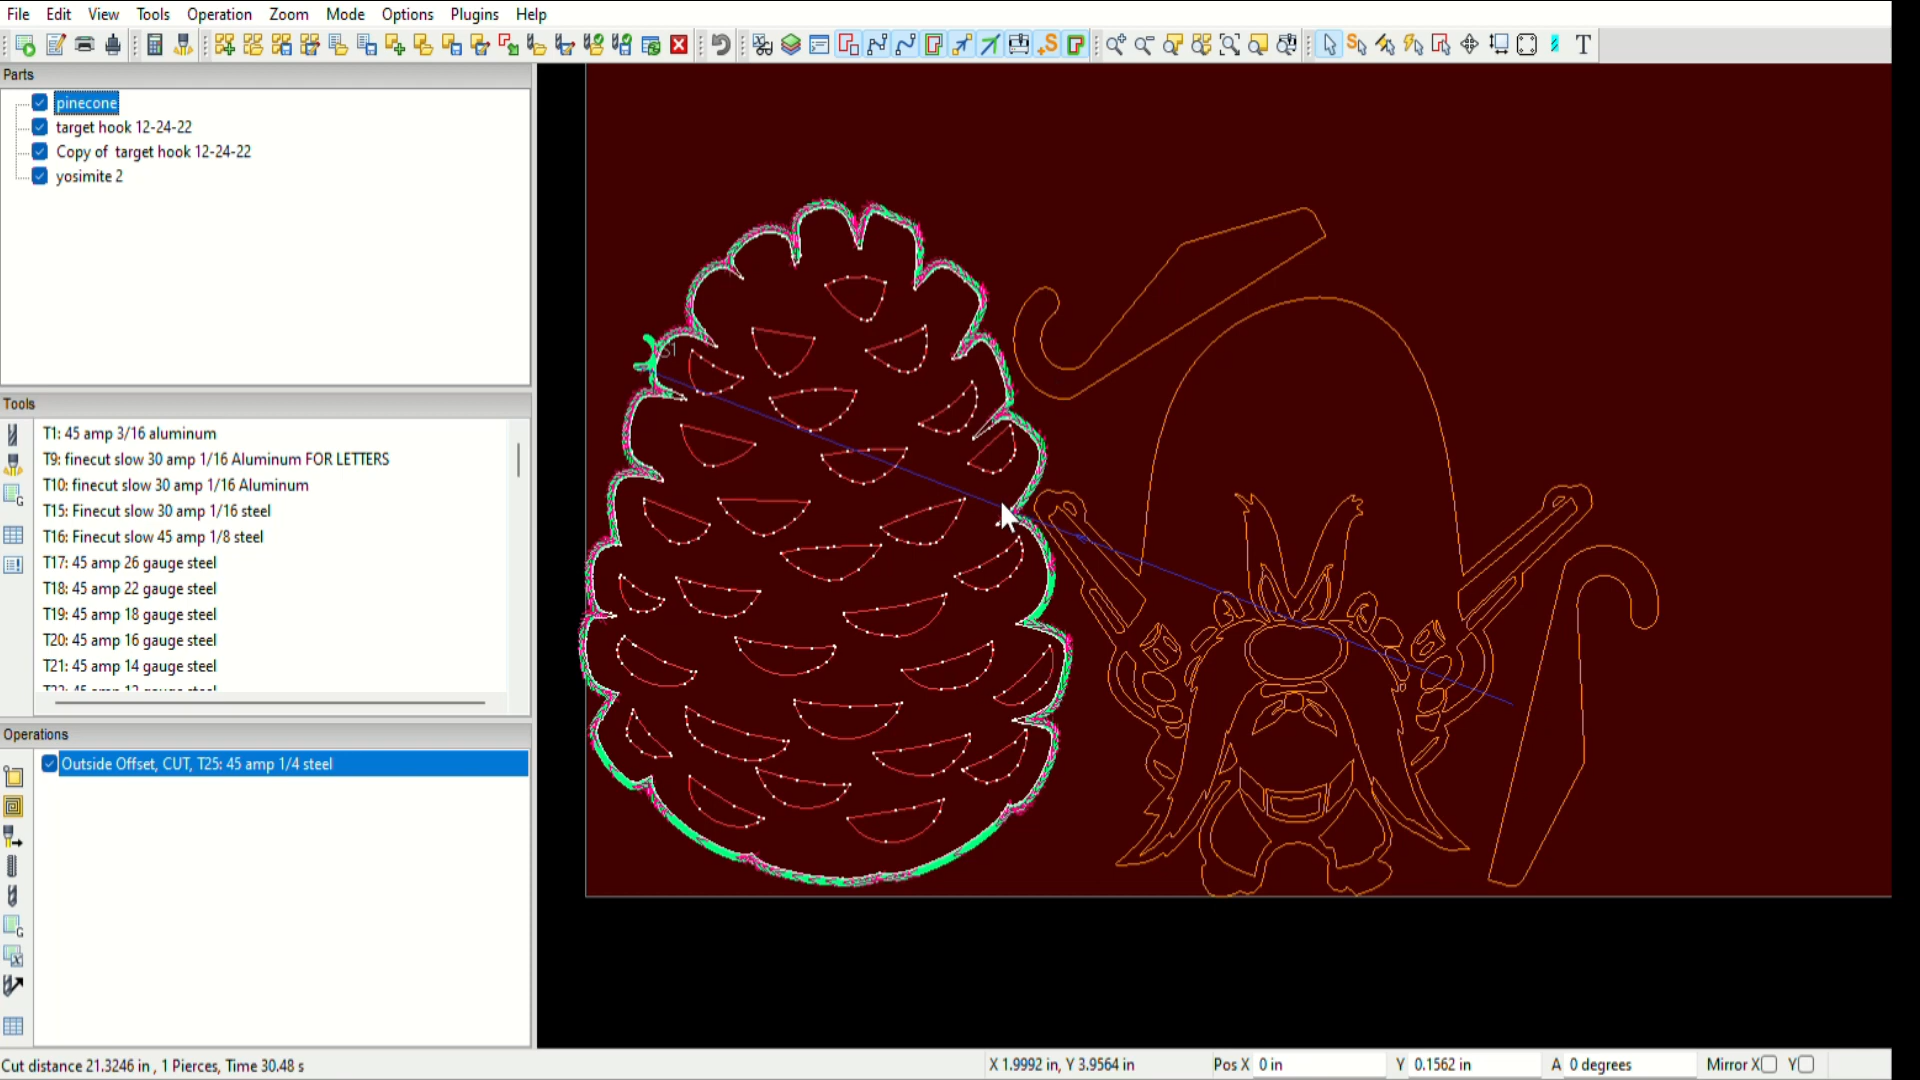 File Edit View Tools Operation Zoom Mode Options Plugins Help
Parts
pinecone
target hook 12-24-22
Copy of target hook 12-24-22
yosimite 2
Tools
T1: 45 amp 3/16 aluminum
T9: finecut slow 30 amp 1/16 Aluminum FOR LETTERS
T10: finecut slow 30 amp 1/16 Aluminum
T15: Finecut slow 30 amp 1/16 steel
T16: Finecut slow 45 amp 1/8 steel
T17: 45 amp 26 gauge steel
T18: 45 amp 22 gauge steel
T19: 45 amp 18 gauge steel
T20: 45 amp 16 gauge steel
T21: 45 amp 14 gauge steel
Operations
Outside Offset, CUT, T25: 45 amp 1/4 steel
S1
Cut distance 21.3246 in , 1 Pierces, Time 30.48 s
X 1.9992 in, Y 3.9564 in
Pos X 0 in Y 0.1562 in A 0 degrees Mirror X Y